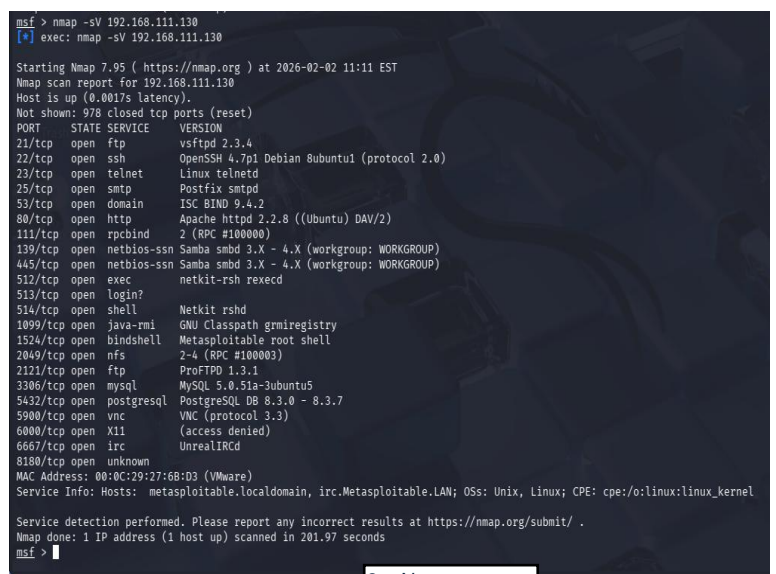 msf > nmap -sV 192.168.111.130
[*] exec: nmap -sV 192.168.111.130
Starting Nmap 7.95 ( https://nmap.org ) at 2026-02-02 11:11 EST
Nmap scan report for 192.168.111.130
Host is up (0.0017s latency).
Not shown: 978 closed tcp ports (reset)
PORT     STATE SERVICE     VERSION
21/tcp   open  ftp         vsftpd 2.3.4
22/tcp   open  ssh         OpenSSH 4.7p1 Debian 8ubuntu1 (protocol 2.0)
23/tcp   open  telnet      Linux telnetd
25/tcp   open  smtp        Postfix smtpd
53/tcp   open  domain      ISC BIND 9.4.2
80/tcp   open  http        Apache httpd 2.2.8 ((Ubuntu) DAV/2)
111/tcp  open  rpcbind     2 (RPC #100000)
139/tcp  open  netbios-ssn Samba smbd 3.X - 4.X (workgroup: WORKGROUP)
445/tcp  open  netbios-ssn Samba smbd 3.X - 4.X (workgroup: WORKGROUP)
512/tcp  open  exec        netkit-rsh rexecd
513/tcp  open  login?
514/tcp  open  shell       Netkit rshd
1099/tcp open  java-rmi    GNU Classpath grmiregistry
1524/tcp open  bindshell   Metasploitable root shell
2049/tcp open  nfs         2-4 (RPC #100003)
2121/tcp open  ftp         ProFTPD 1.3.1
3306/tcp open  mysql       MySQL 5.0.51a-3ubuntu5
5432/tcp open  postgresql  PostgreSQL DB 8.3.0 - 8.3.7
5900/tcp open  vnc         VNC (protocol 3.3)
6000/tcp open  X11         (access denied)
6667/tcp open  irc         UnrealIRCd
8180/tcp open  unknown
MAC Address: 00:0C:29:27:6B:D3 (VMware)
Service Info: Hosts:  metasploitable.localdomain, irc.Metasploitable.LAN; OSs: Unix, Linux; CPE: cpe:/o:linux:linux_kernel
Service detection performed. Please report any incorrect results at https://nmap.org/submit/ .
Nmap done: 1 IP address (1 host up) scanned in 201.97 seconds
msf >